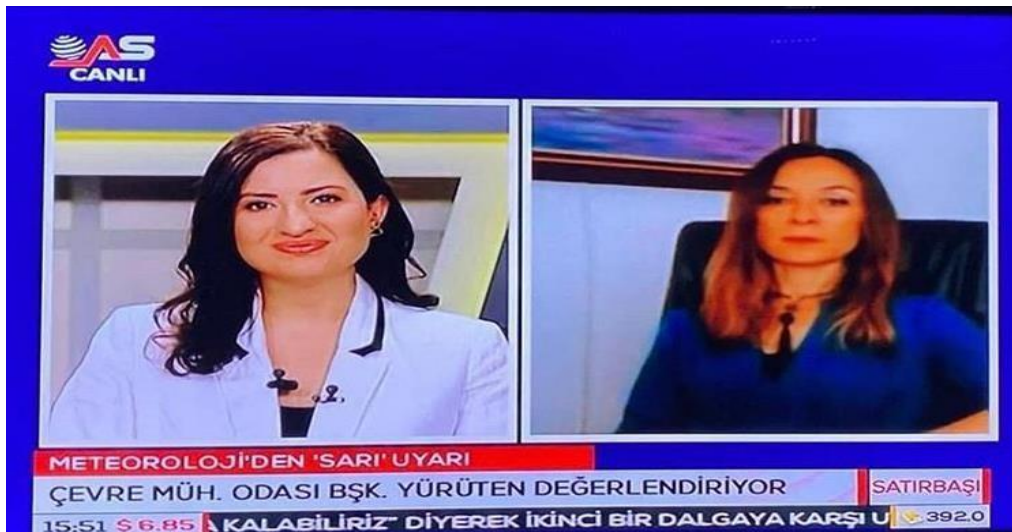 AS
CANLI
METEOROLOJİ'DEN 'SARI' UYARI
ÇEVRE MÜH. ODASI BŞK. YÜRÜTEN DEĞERLENDİRİYOR
SATIRBAŞI
15:51 $ 6.85 KALABİLİRİZ" DİYEREK İKİNCİ BİR DALGAYA KARŞI U 392.0